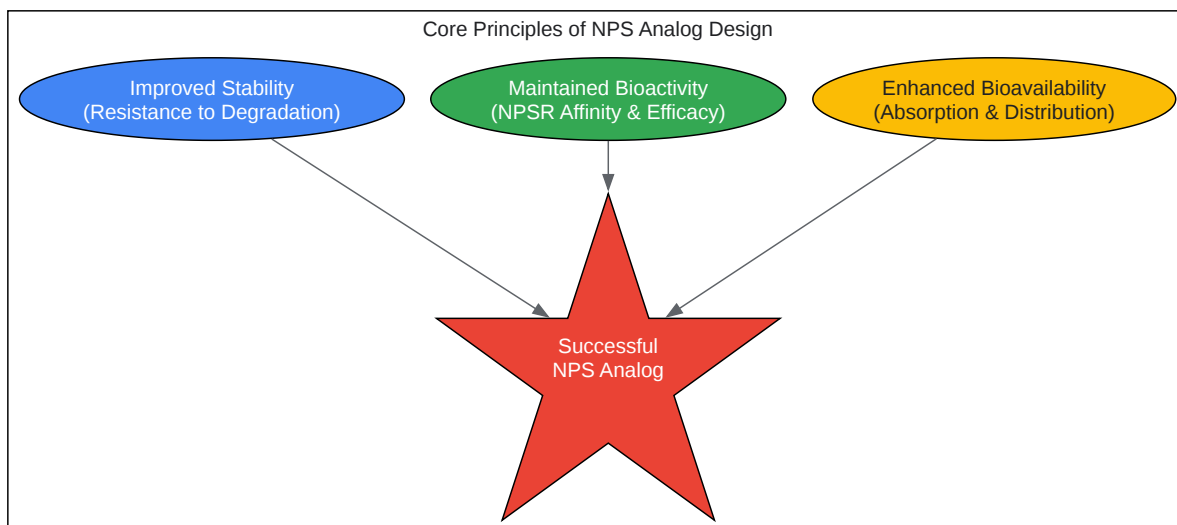 Core Principles of NPS Analog Design
Improved Stability
(Resistance to Degradation)
Maintained Bioactivity
(NPSR Affinity & Efficacy)
Enhanced Bioavailability
(Absorption & Distribution)
Successful
NPS Analog